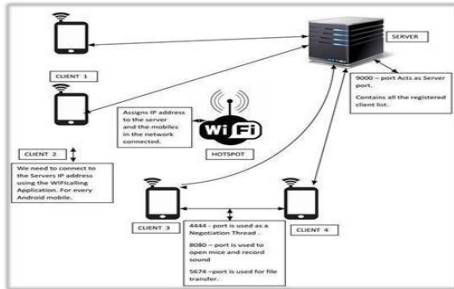 SERVER
CLIENT 1
9000 – port Acts as Server
port.
Contains all the registered
client list.
Assigns IP address
to the server
and the mobiles
in the network
connected.
Wi Fi
HOTSPOT
CLIENT 2
We need to connect to
the Servers IP address
using the WIFicalling
Application. For every
Android mobile.
CLIENT 3
CLIENT 4
4444 - port is used as a
Negotiation Thread .
8080 – port is used to
open mice and record
sound
5674 –port is used for file
transfer.